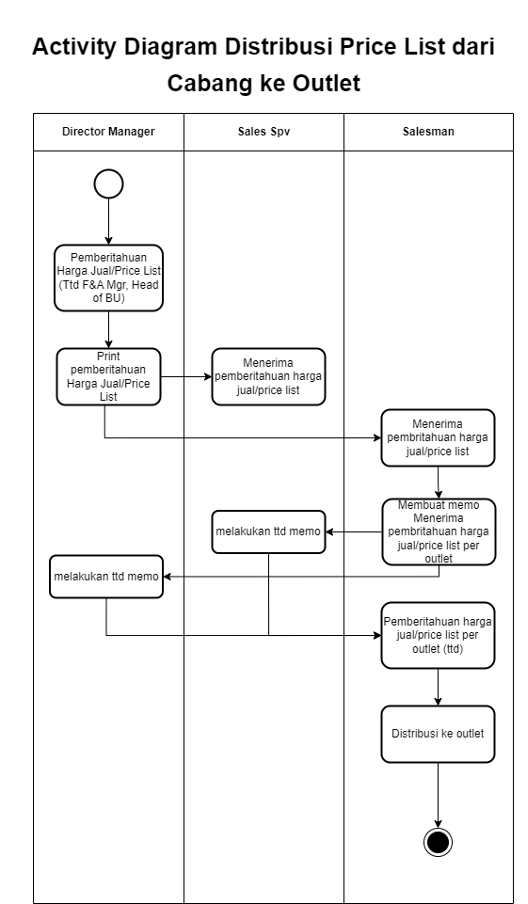 Activity Diagram Distribusi Price List dari
Cabang ke Outlet
Director Manager
Sales Spv
Salesman
Pemberitahuan
Harga Jual/Price List
(Ttd F&A Mgr, Head
of BU)
Print
pemberitahuan
Harga Jual/Price
List
Menerima
pemberitahuan harga
jual/price list
Menerima
pembritahuan harga
jual/price list
Membuat memo
Menerima
pembritahuan harga
jual/price list per
outlet
melakukan ttd memo
melakukan ttd memo
Pemberitahuan harga
jual/price list per
outlet (ttd)
Distribusi ke outlet